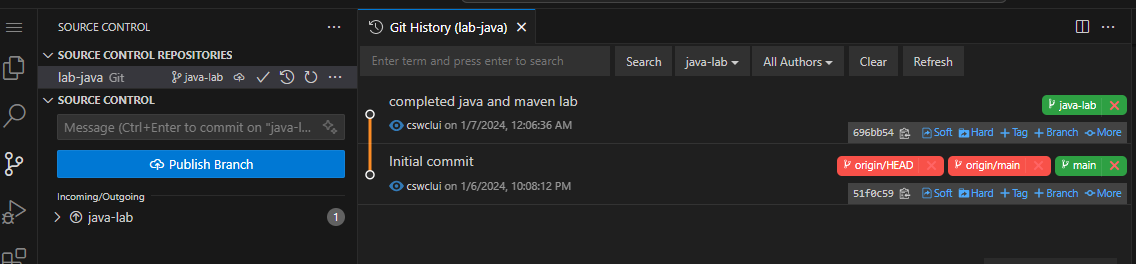 SOURCE CONTROL
SOURCE CONTROL REPOSITORIES
lab-java Git java-lab
SOURCE CONTROL
Message (Ctrl+Enter to commit on "java-l...
Publish Branch
Incoming/Outgoing
java-lab 1
Git History (lab-java)
Enter term and press enter to search Search java-lab All Authors Clear Refresh
completed java and maven lab java-lab
cswclui on 1/7/2024, 12:06:36 AM 696bb54 Soft Hard Tag Branch More
Initial commit origin/HEAD origin/main main
cswclui on 1/6/2024, 10:08:12 PM 51f0c59 Soft Hard Tag Branch More